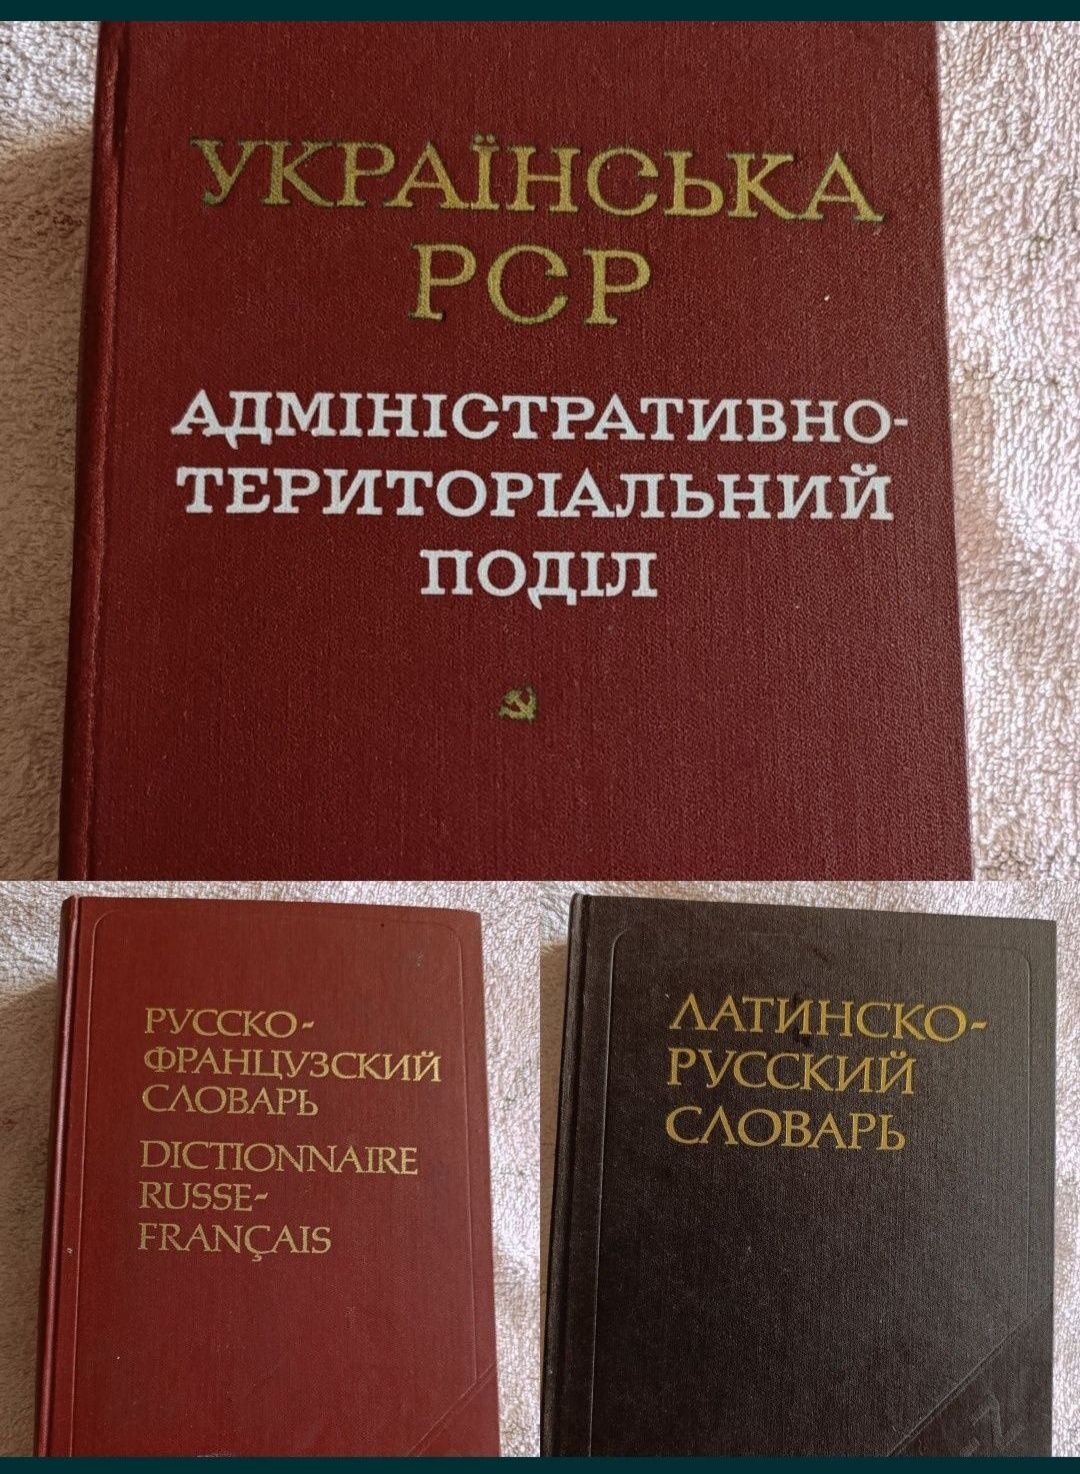 УКРАЇНСЬКА
РСР
АДМІНІСТРАТИВНО-
ТЕРИТОРІАЛЬНИЙ
ПОДІЛ
РУССКО-
ФРАНЦУЗСКИЙ
СЛОВАРЬ
DICTIONNAIRE
RUSSE-
FRANÇAIS
ЛАТИНСКО-
РУССКИЙ
СЛОВАРЬ